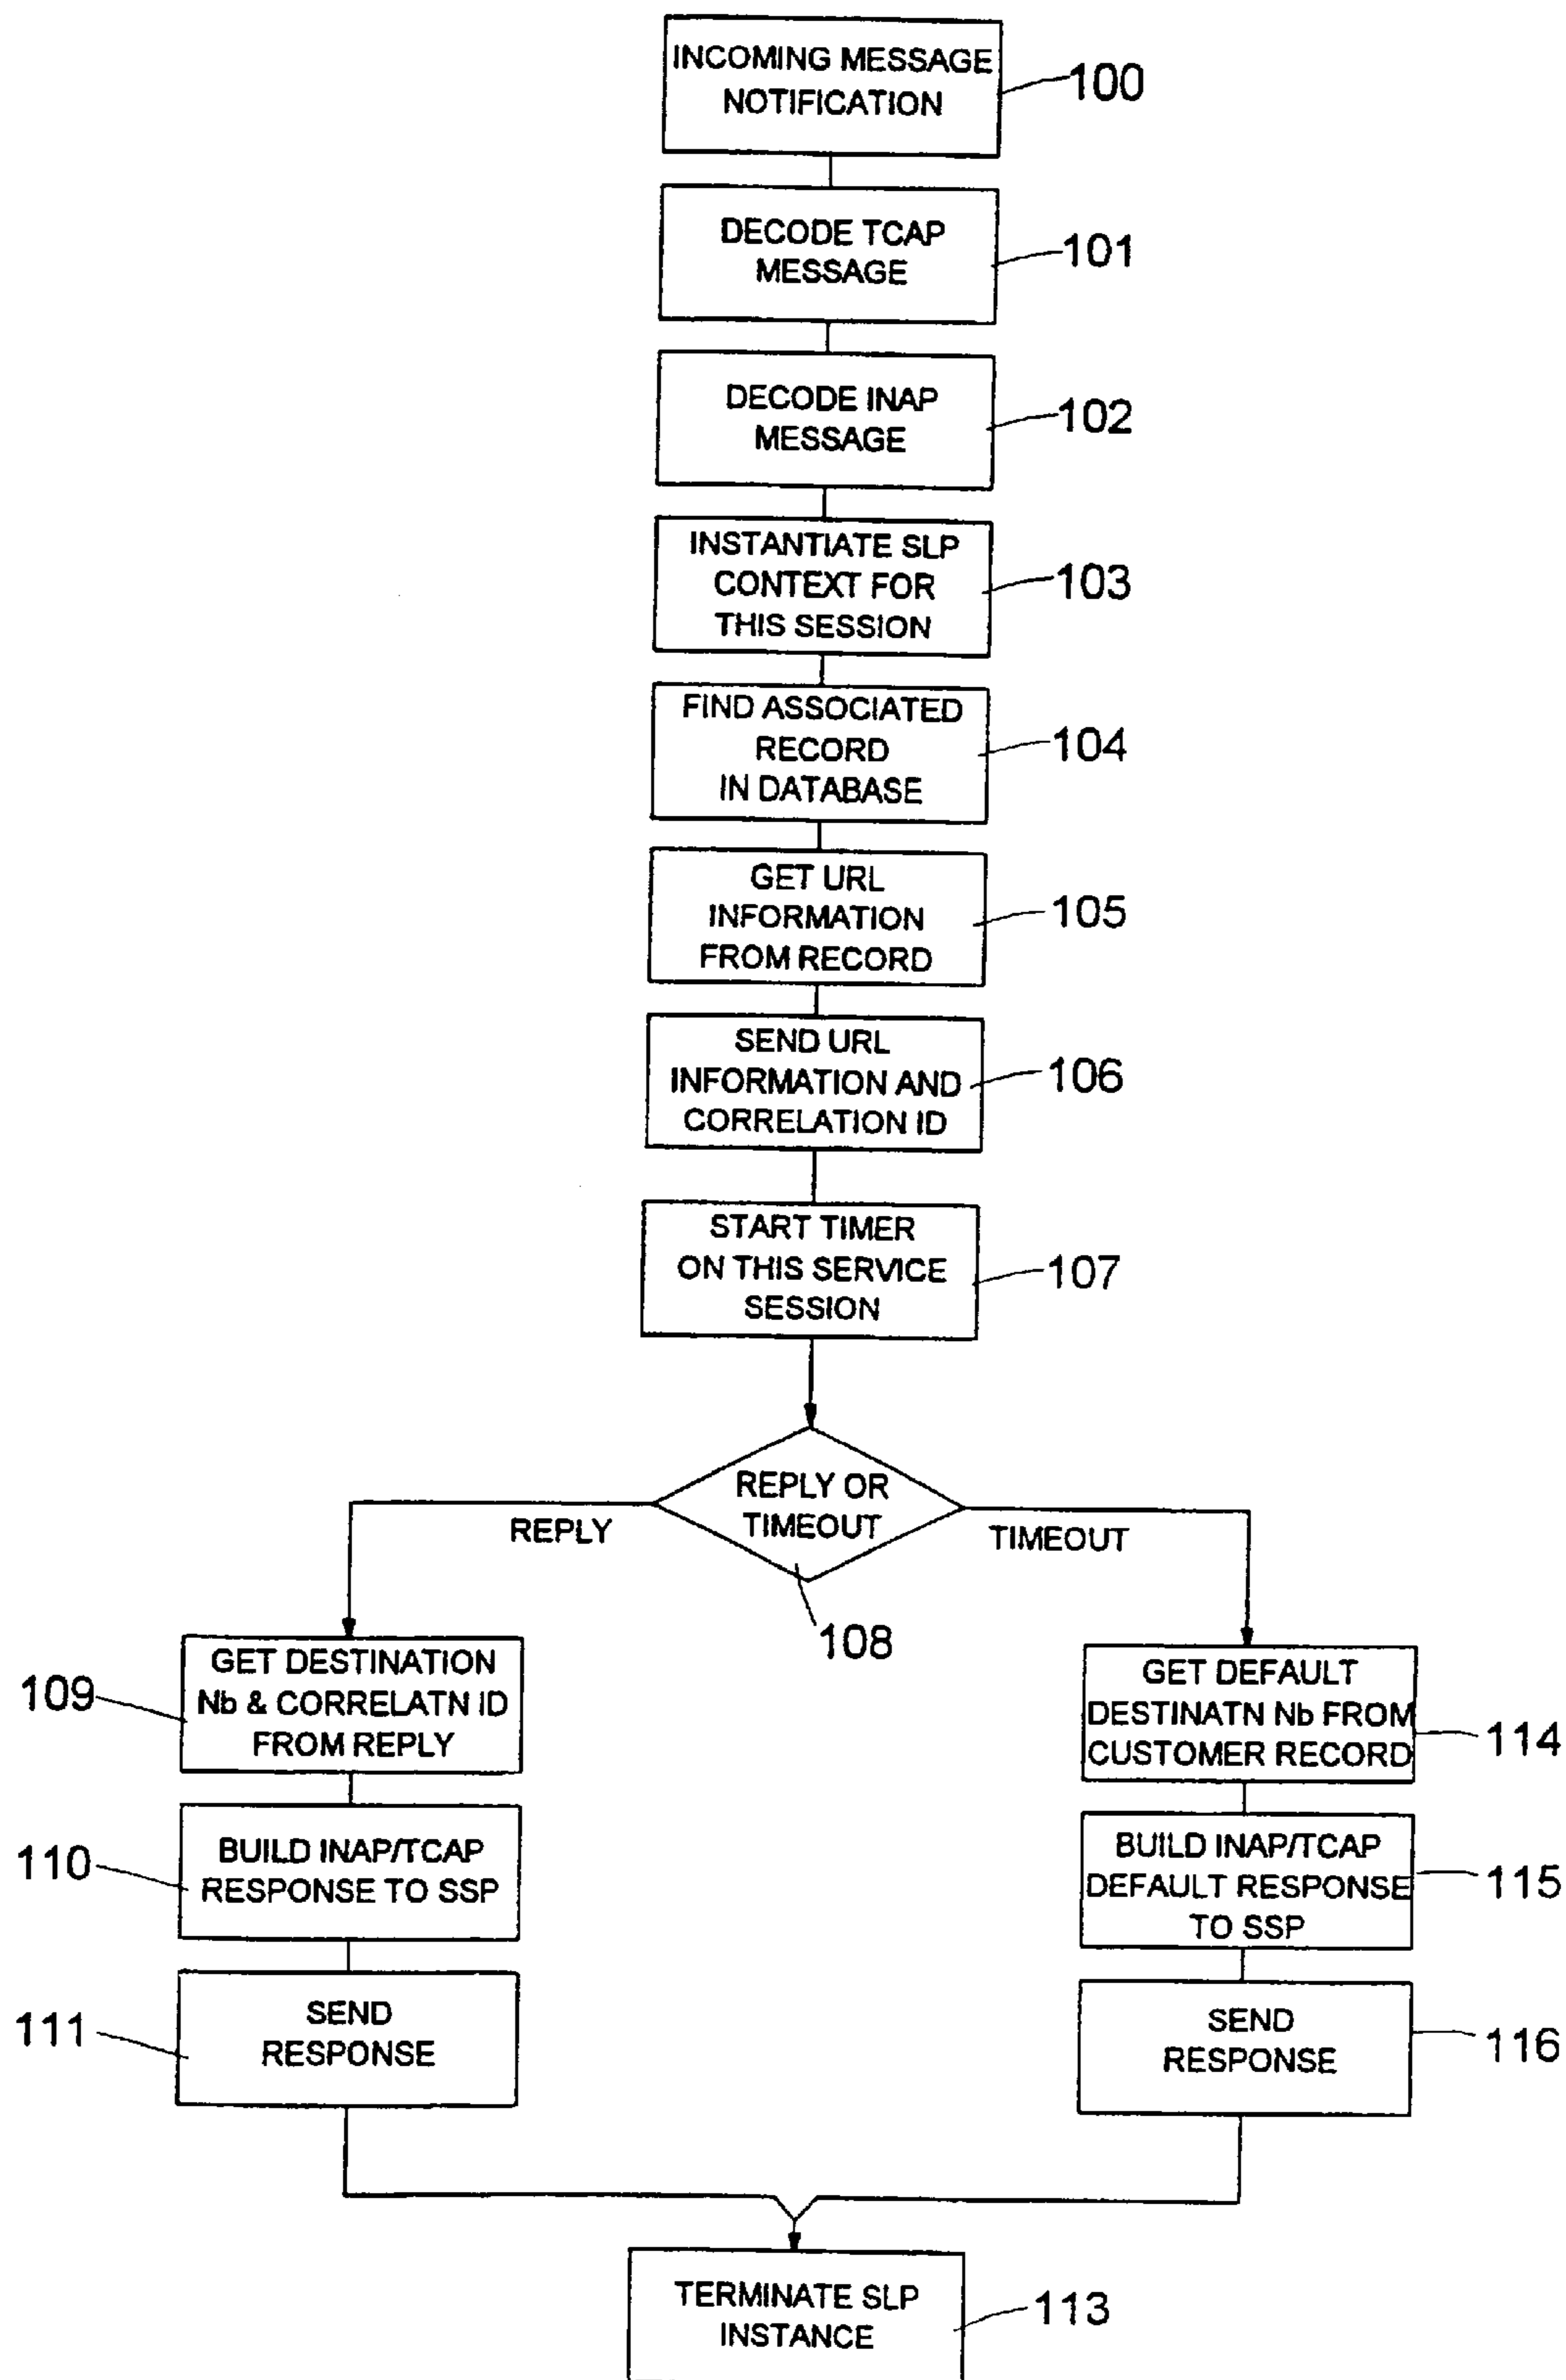 INCOMING MESSAGE
NOTIFICATION
100
DECODE TCAP
MESSAGE
101
DECODE INAP
MESSAGE
102
INSTANTIATE SLP
CONTEXT FOR
THIS SESSION
103
FIND ASSOCIATED
RECORD
IN DATABASE
104
GET URL
INFORMATION
FROM RECORD
105
SEND URL
INFORMATION AND
CORRELATION ID
106
START TIMER
ON THIS SERVICE
SESSION
107
REPLY OR
TIMEOUT
REPLY
TIMEOUT
108
GET DESTINATION
Nb & CORRELATN ID
FROM REPLY
109
BUILD INAP/TCAP
RESPONSE TO SSP
110
SEND
RESPONSE
111
GET DEFAULT
DESTINATN Nb FROM
CUSTOMER RECORD
114
BUILD INAP/TCAP
DEFAULT RESPONSE
TO SSP
115
SEND
RESPONSE
116
TERMINATE SLP
INSTANCE
113